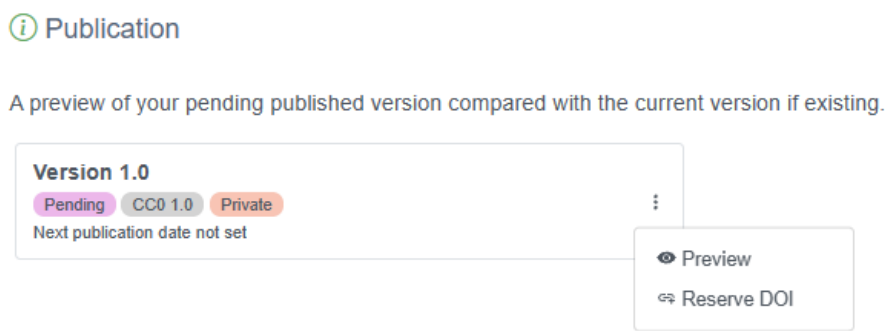 Publication
A preview of your pending published version compared with the current version if existing.
Version 1.0
Pending CC0 1.0 Private
Next publication date not set
Preview
Reserve DOI